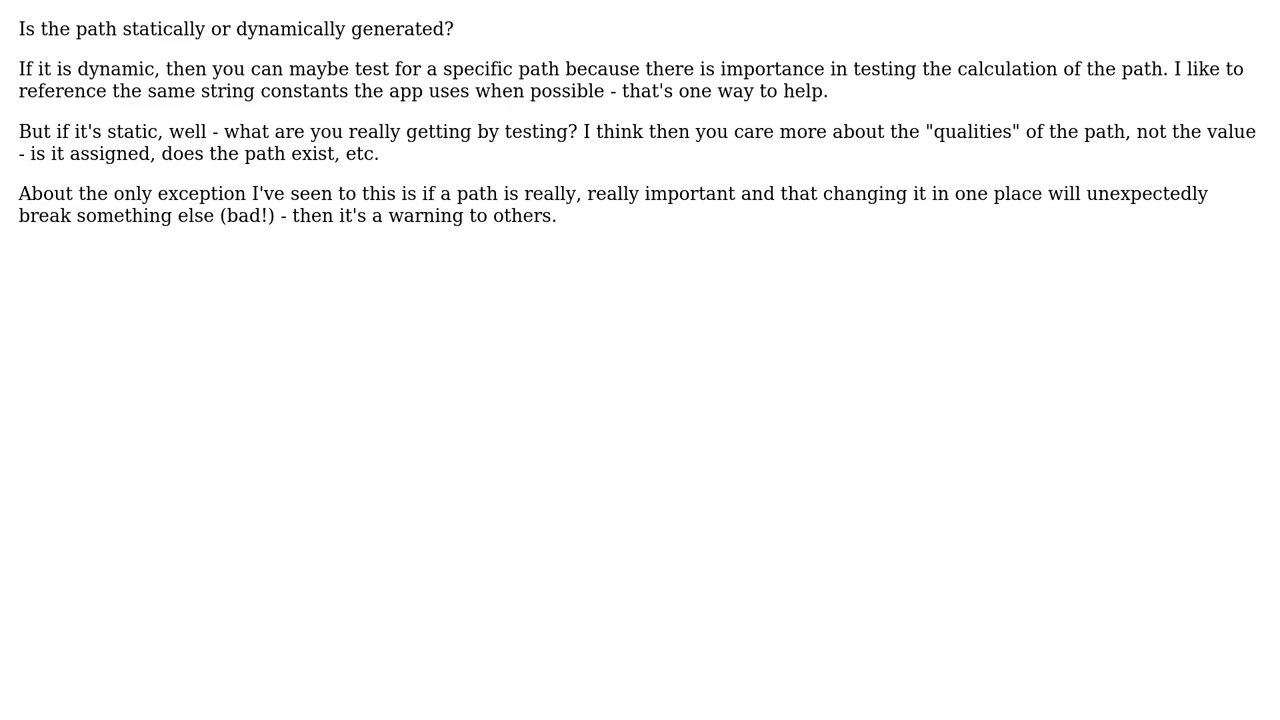 Is the path statically or dynamically generated?
If it is dynamic, then you can maybe test for a specific path because there is importance in testing the calculation of the path. I like to
reference the same string constants the app uses when possible - that's one way to help.
But if it's static, well - what are you really getting by testing? I think then you care more about the "qualities" of the path, not the value
- is it assigned, does the path exist, etc.
About the only exception I've seen to this is if a path is really, really important and that changing it in one place will unexpectedly
break something else (bad!) - then it's a warning to others.